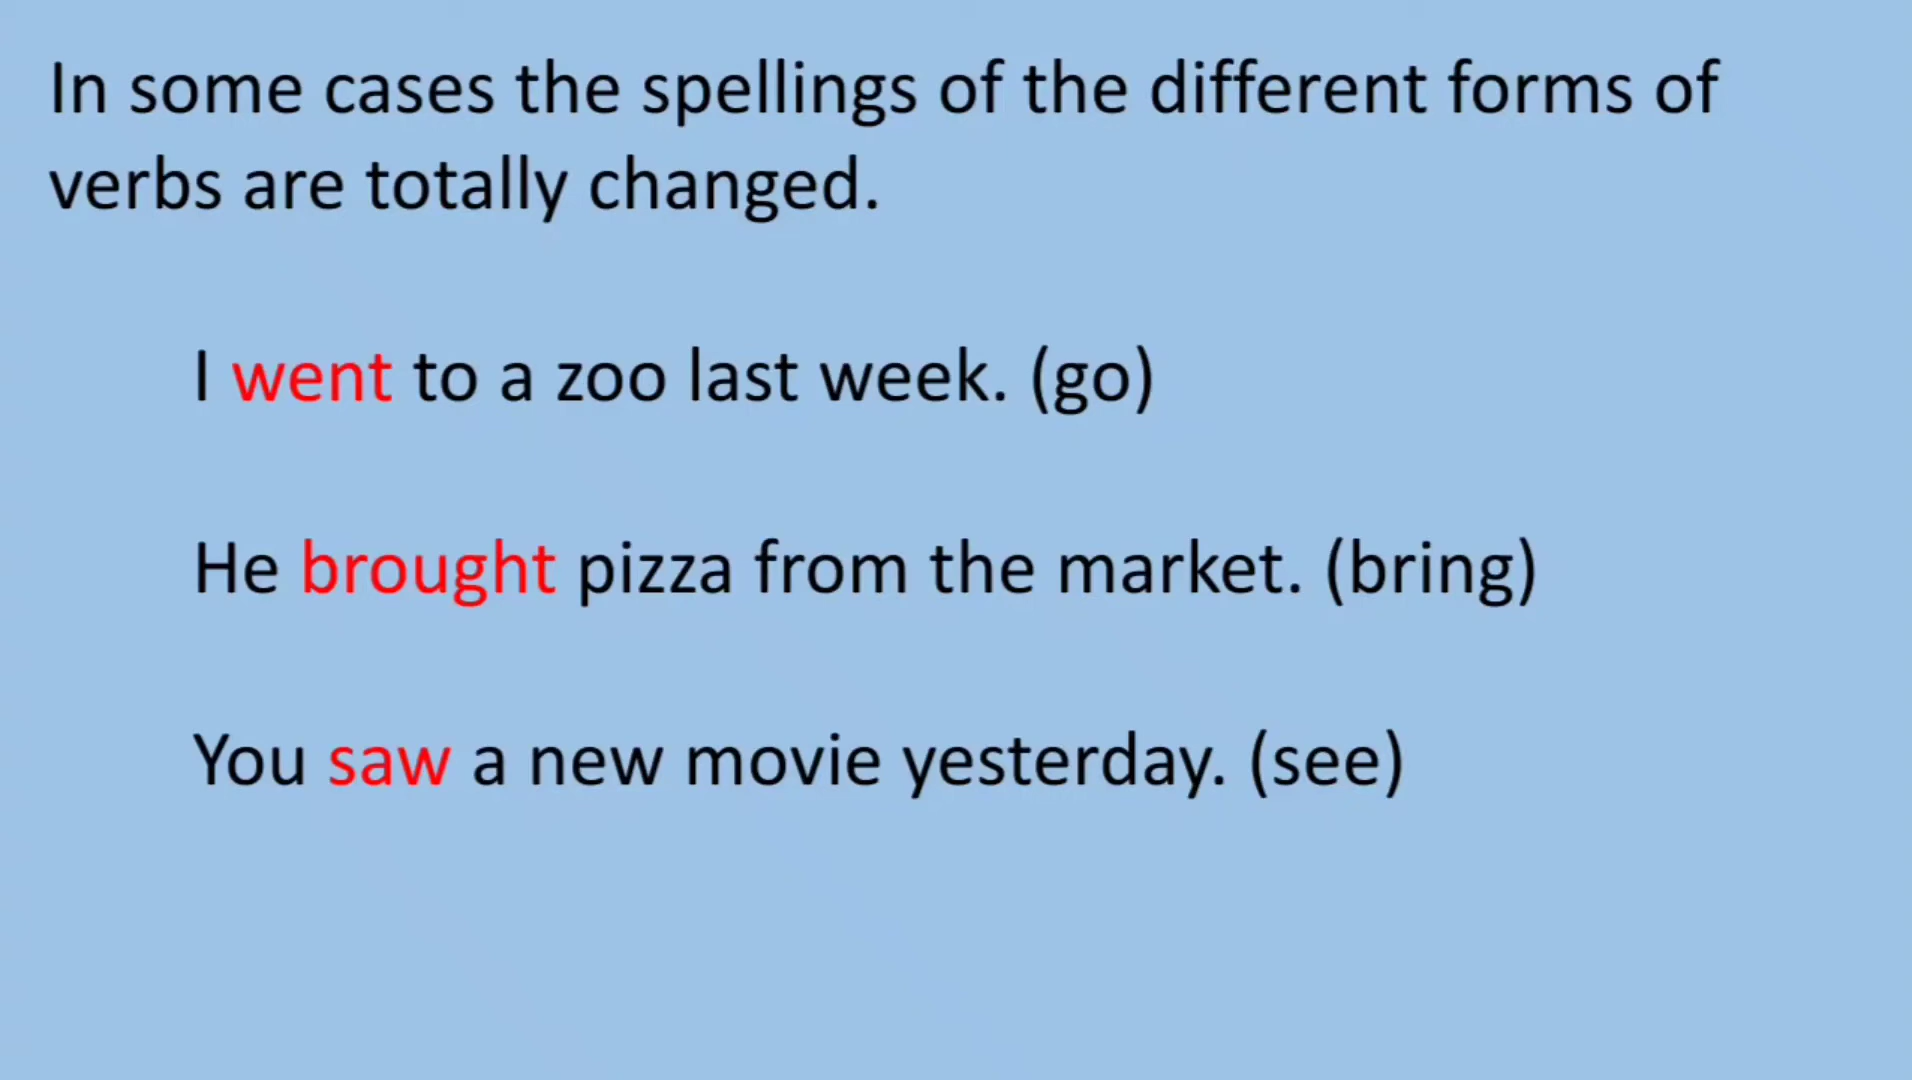 In some cases the spellings of the different forms of
verbs are totally changed.
I went to a zoo last week. (go)
He brought pizza from the market. (bring)
You saw a new movie yesterday. (see)